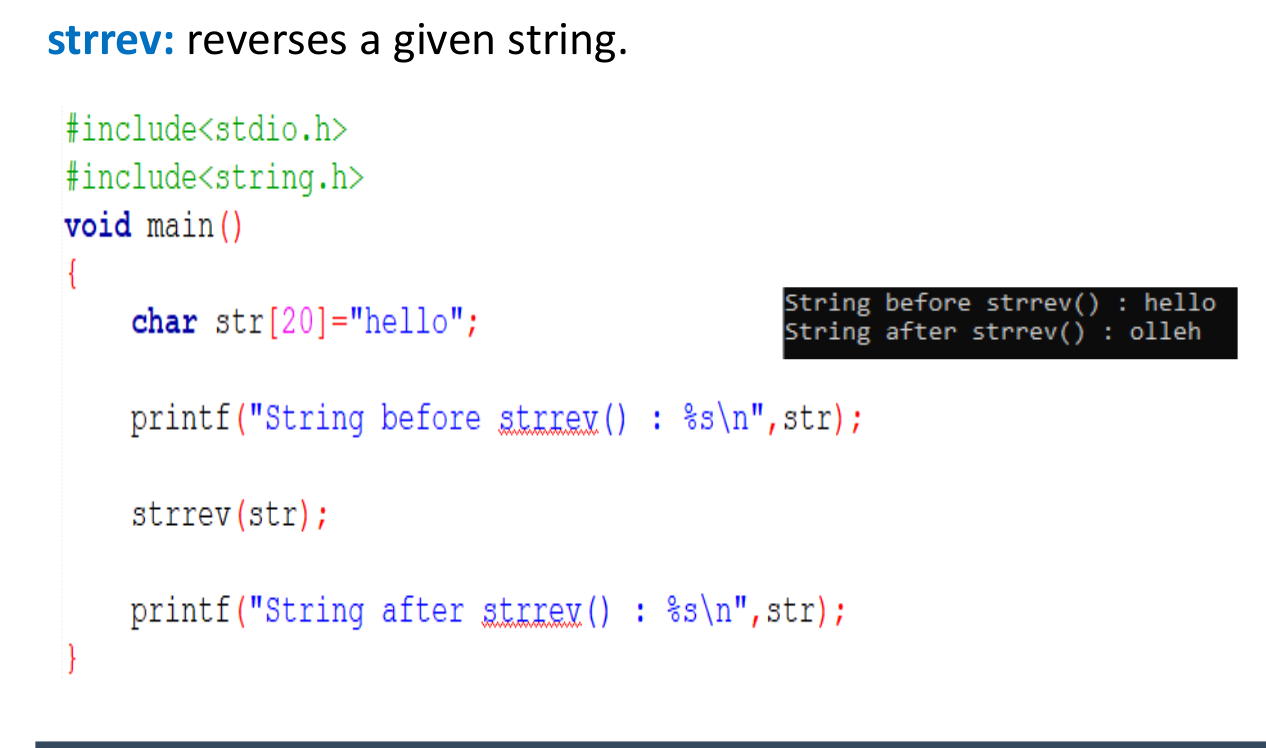 strrev: reverses a given string.
#include<stdio.h>
#include<string.h>
void main()
{
char str[20]="hello";
String before strrev() : hello
String after strrev() : olleh
printf("String before strrev() : %s\n",str);
strrev(str);
printf("String after strrev() : %s\n",str);
}